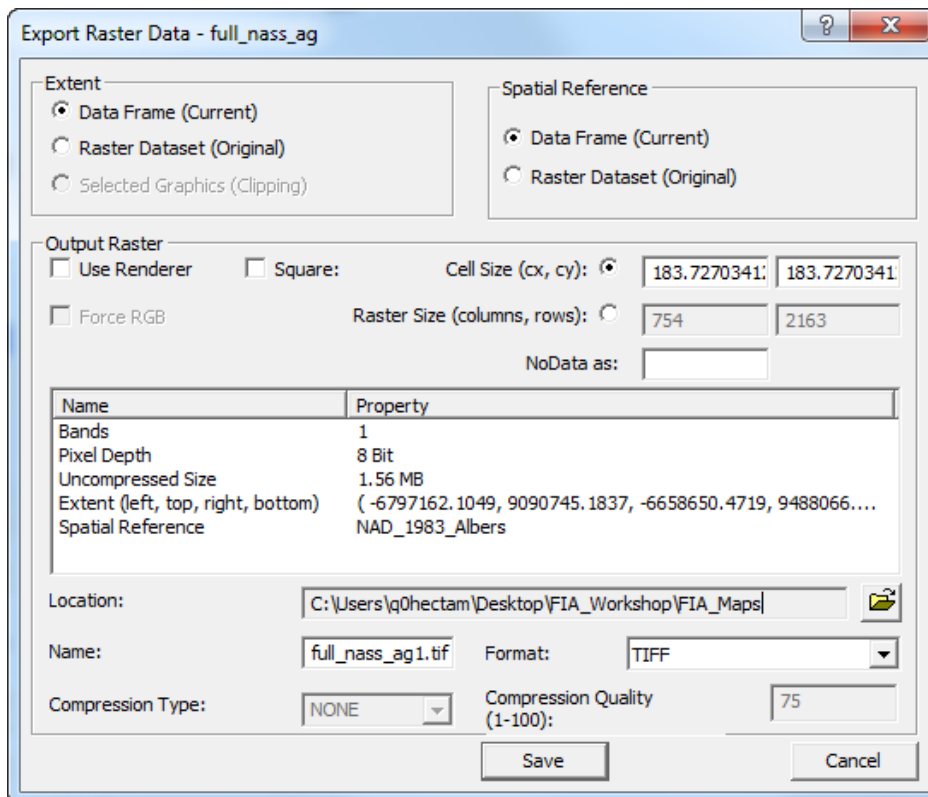 Export Raster Data - full_nass_ag
Extent
Data Frame (Current)
Raster Dataset (Original)
Selected Graphics (Clipping)
Spatial Reference
Data Frame (Current)
Raster Dataset (Original)
Output Raster
Use Renderer Square: Cell Size (cx, cy): 183.72703412 183.7270341
Force RGB Raster Size (columns, rows): 754 2163
NoData as:
Name Property
Bands 1
Pixel Depth 8 Bit
Uncompressed Size 1.56 MB
Extent (left, top, right, bottom) ( -6797162.1049, 9090745.1837, -6658650.4719, 9488066....
Spatial Reference NAD_1983_Albers
Location: C:\Users\q0hectam\Desktop\FIA_Workshop\FIA_Maps
Name: full_nass_ag1.tif Format: TIFF
Compression Type: NONE Compression Quality (1-100): 75
Save Cancel